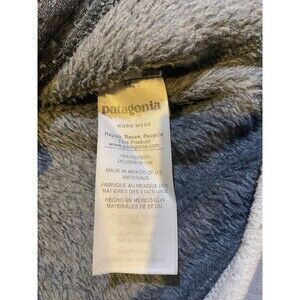 patagonia
WORN WEAR
Repair, Reuse, Recycle
This Product
www.patagonia.com
100% POLYESTER
EXCLUSIVE OF TRIM
MADE IN MEXICO OF U.S.
MATERIALS
FABRIQUÉ AU MEXIQUE DES
MATIÈRES DES ÉTATS-UNIS
HECHO EN MÉXICO CON
MATERIALES DE EE.UU.